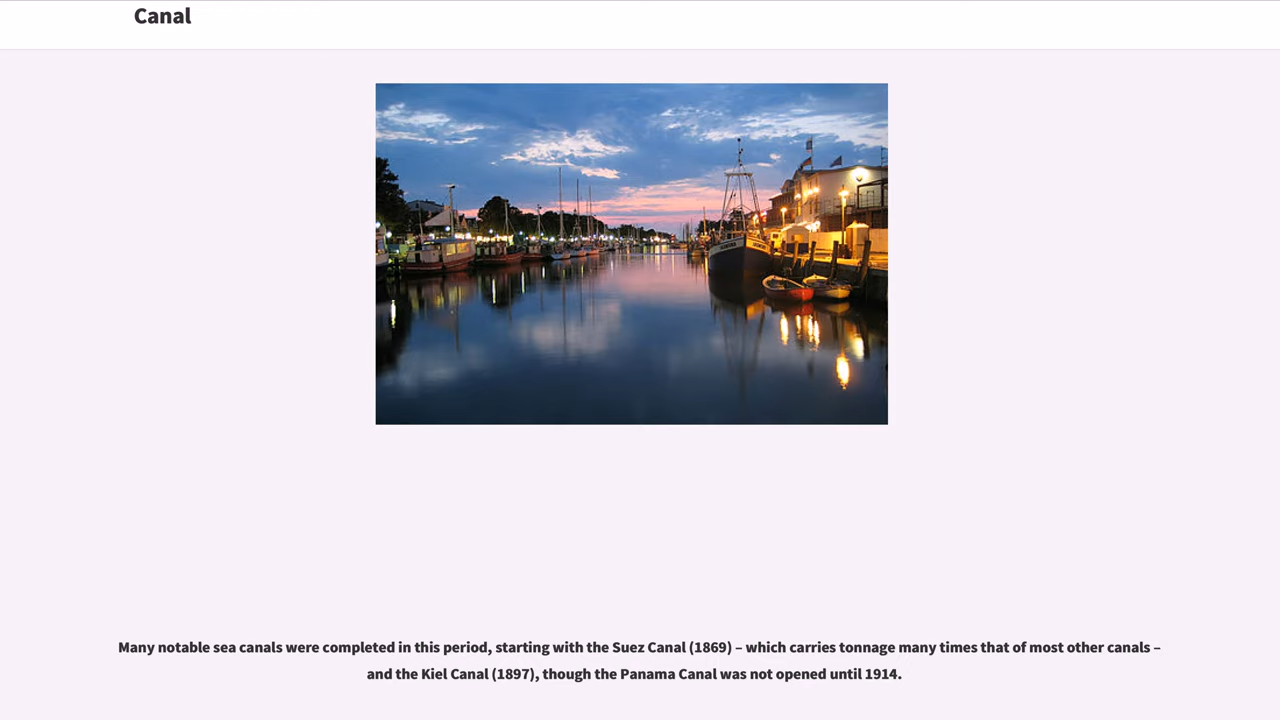 Canal
Many notable sea canals were completed in this period, starting with the Suez Canal (1869) – which carries tonnage many times that of most other canals –
and the Kiel Canal (1897), though the Panama Canal was not opened until 1914.